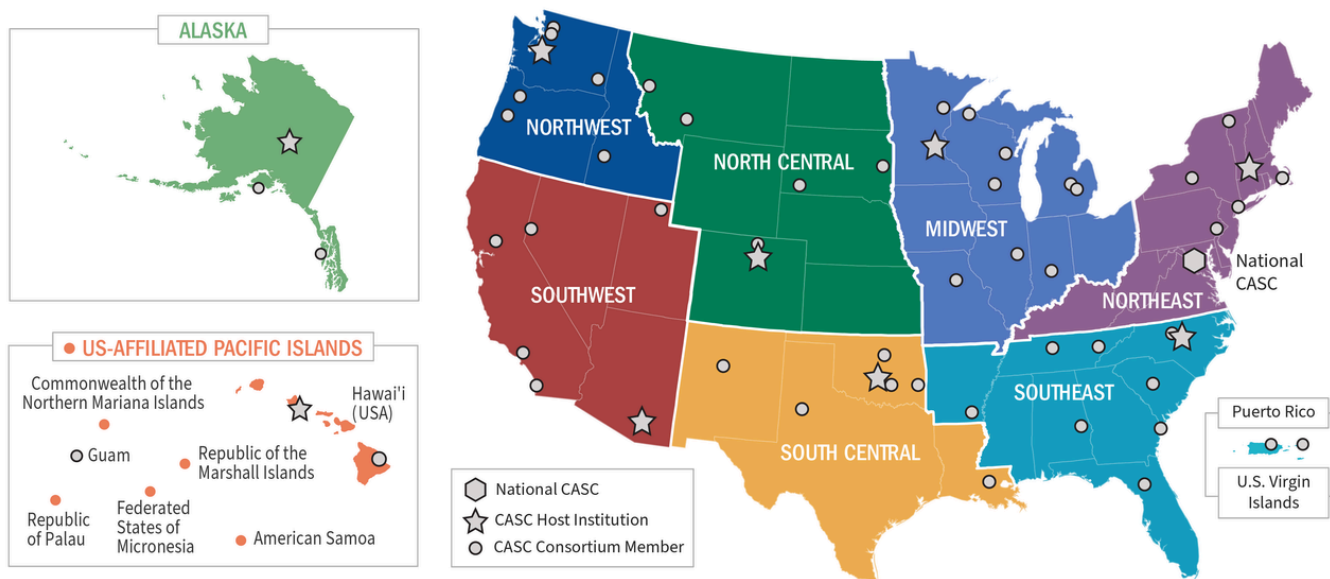 ALASKA
US-AFFILIATED PACIFIC ISLANDS
Commonwealth of the
Northern Mariana Islands
Hawai'i
(USA)
Guam
Republic of the
Marshall Islands
Republic
of Palau
Federated
States of
Micronesia
American Samoa
NORTHWEST
NORTH CENTRAL
MIDWEST
NORTHEAST
SOUTHWEST
SOUTH CENTRAL
SOUTHEAST
National
CASC
Puerto Rico
U.S. Virgin
Islands
National CASC
CASC Host Institution
CASC Consortium Member